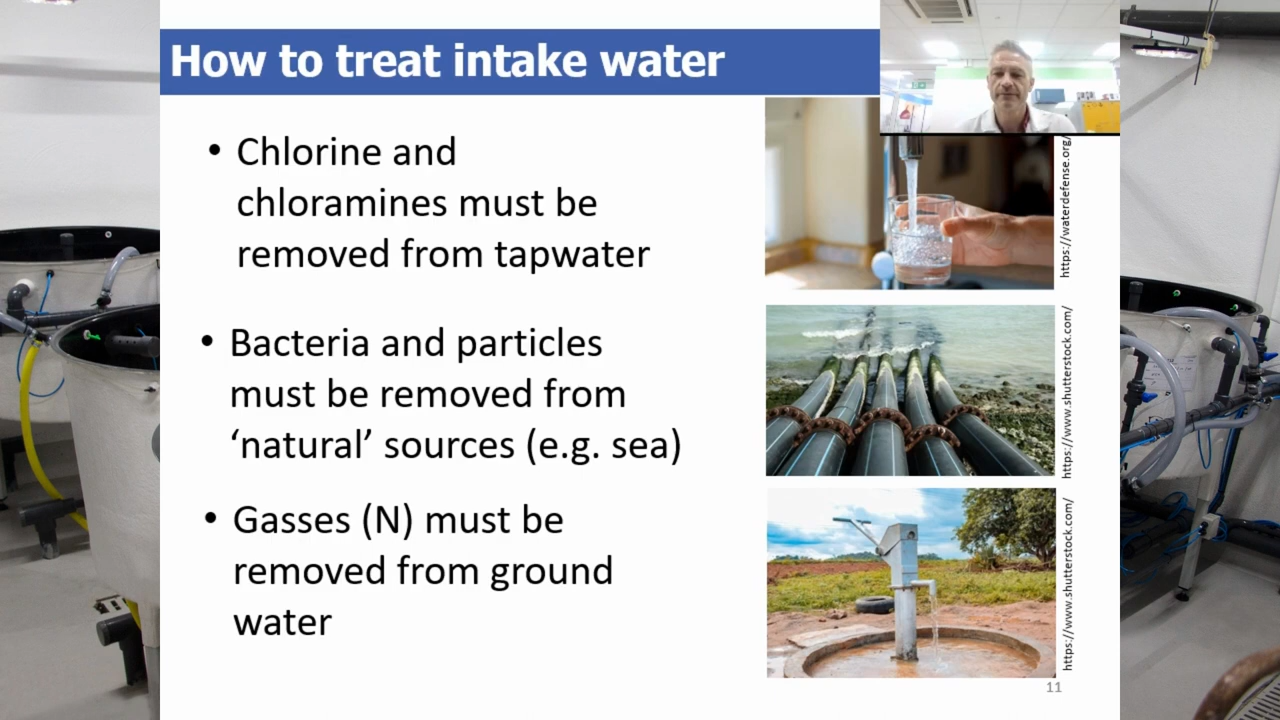 How to treat intake water
• Chlorine and
chloramines must be
removed from tapwater
• Bacteria and particles
must be removed from
‘natural’ sources (e.g. sea)
• Gasses (N) must be
removed from ground
water
https://waterdefense.org/
https://www.shutterstock.com/
https://www.shutterstock.com/
11